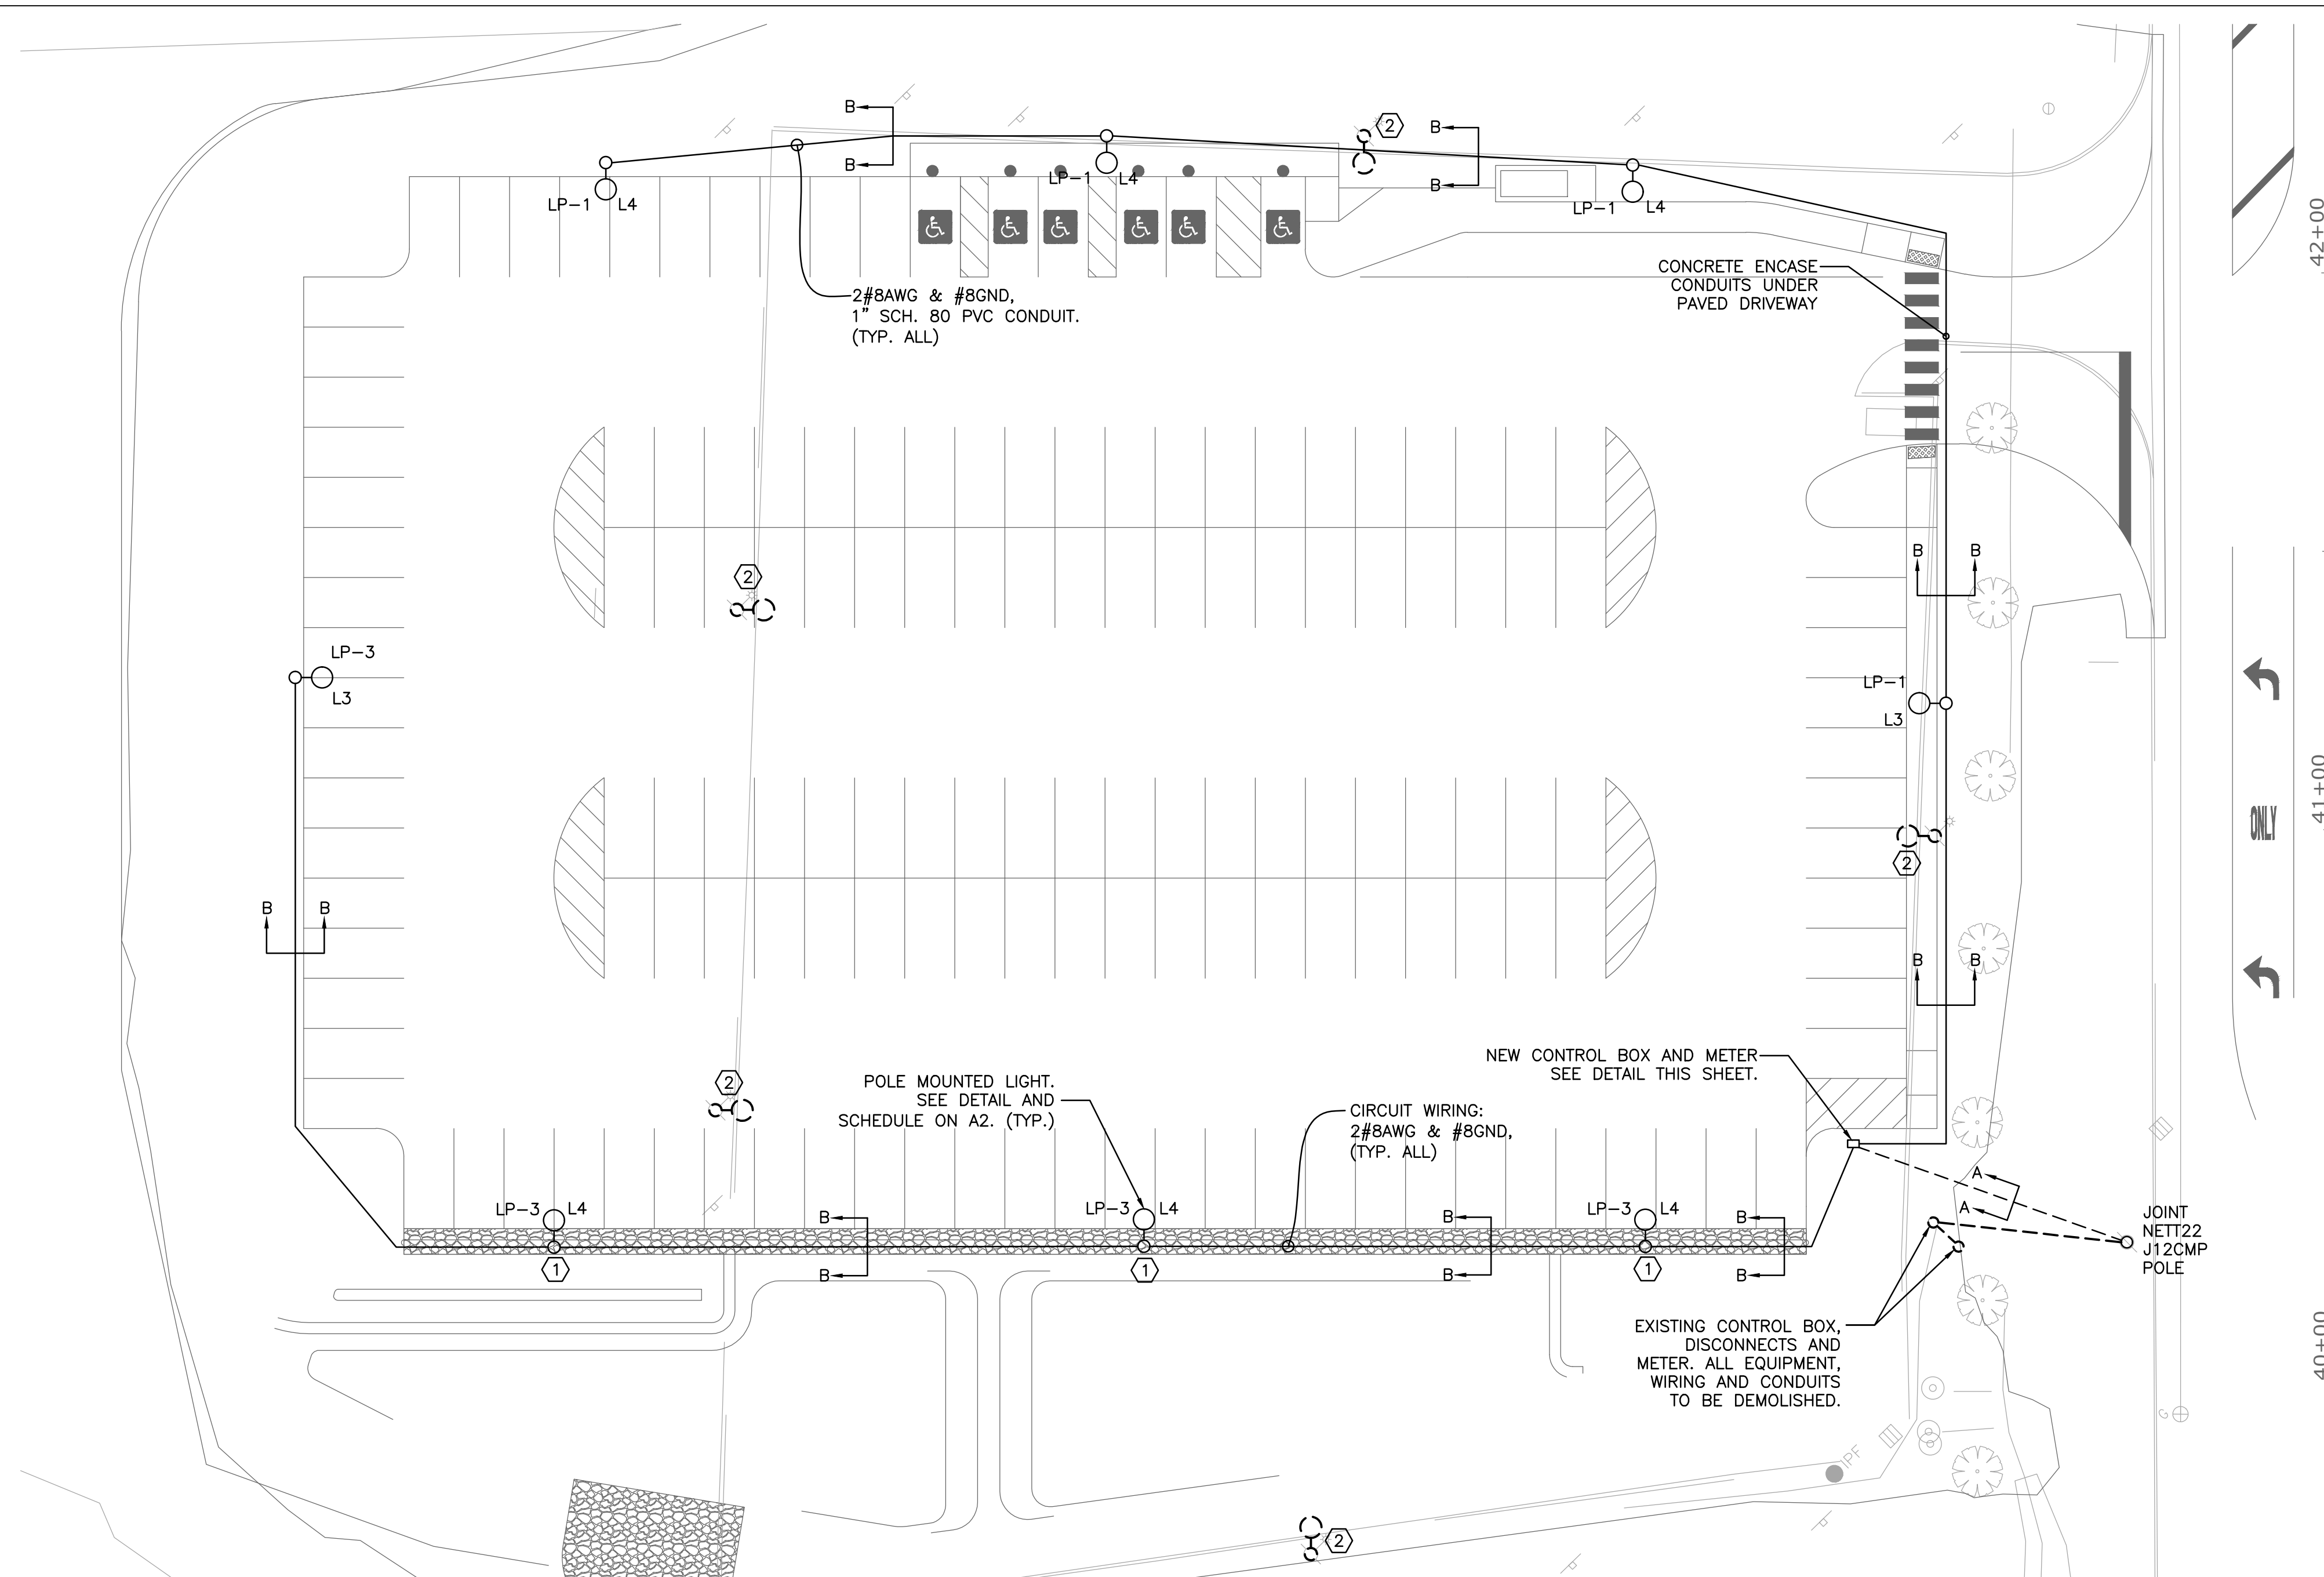 B
B
2
B
B
LP-1
L4
LP-1
L4
LP-1
L4
42+00
CONCRETE ENCASE
CONDUITS UNDER
PAVED DRIVEWAY
2#8AWG & #8GND,
1" SCH. 80 PVC CONDUIT.
(TYP. ALL)
2
B
B
LP-3
L3
LP-1
L3
41+00
ONLY
2
B
B
B
B
NEW CONTROL BOX AND METER
SEE DETAIL THIS SHEET.
2
POLE MOUNTED LIGHT.
SEE DETAIL AND
SCHEDULE ON A2. (TYP.)
CIRCUIT WIRING:
2#8AWG & #8GND,
(TYP. ALL)
A
A
LP-3
L4
B
B
LP-3
L4
B
B
LP-3
L4
B
B
1
1
1
JOINT
NETT22
J12CMP
POLE
EXISTING CONTROL BOX,
DISCONNECTS AND
METER. ALL EQUIPMENT,
WIRING AND CONDUITS
TO BE DEMOLISHED.
40+00
G
IPF
2